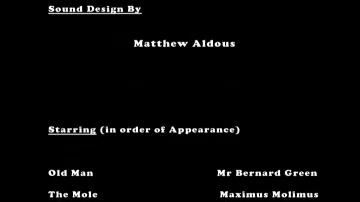 Sound Design By
Matthew Aldous
Starring (in order of Appearance)
Old Man Mr Bernard Green
The Mole Maximus Molimus